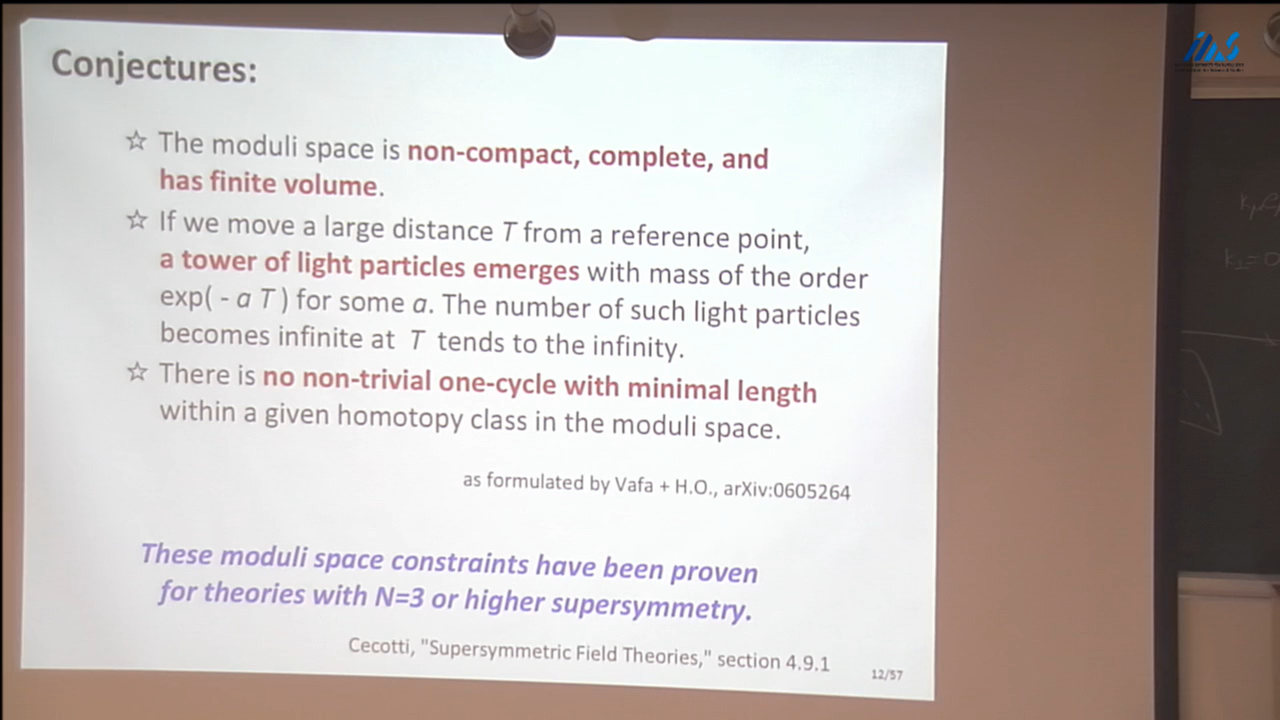 Conjectures:
☆ The moduli space is non-compact, complete, and
has finite volume.
☆ If we move a large distance T from a reference point,
a tower of light particles emerges with mass of the order
exp( - a T ) for some a. The number of such light particles
becomes infinite at T tends to the infinity.
☆ There is no non-trivial one-cycle with minimal length
within a given homotopy class in the moduli space.
as formulated by Vafa + H.O., arXiv:0605264
These moduli space constraints have been proven
for theories with N=3 or higher supersymmetry.
Cecotti, "Supersymmetric Field Theories," section 4.9.1
12/57